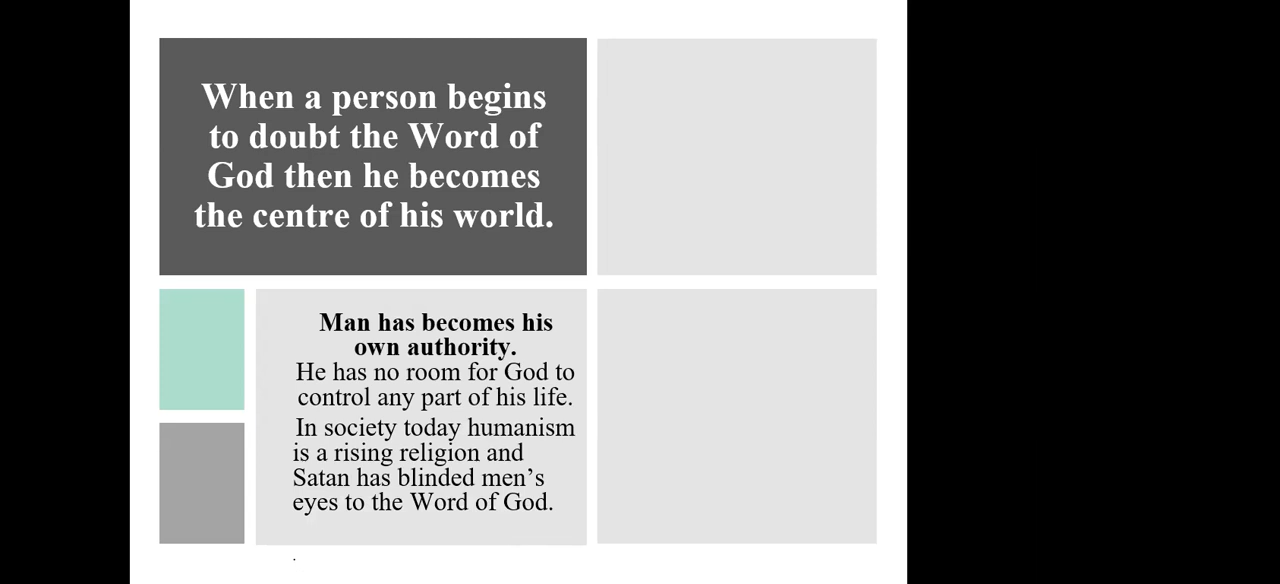 When a person begins
to doubt the Word of
God then he becomes
the centre of his world.
Man has becomes his
own authority.
He has no room for God to
control any part of his life.
In society today humanism
is a rising religion and
Satan has blinded men’s
eyes to the Word of God.
.